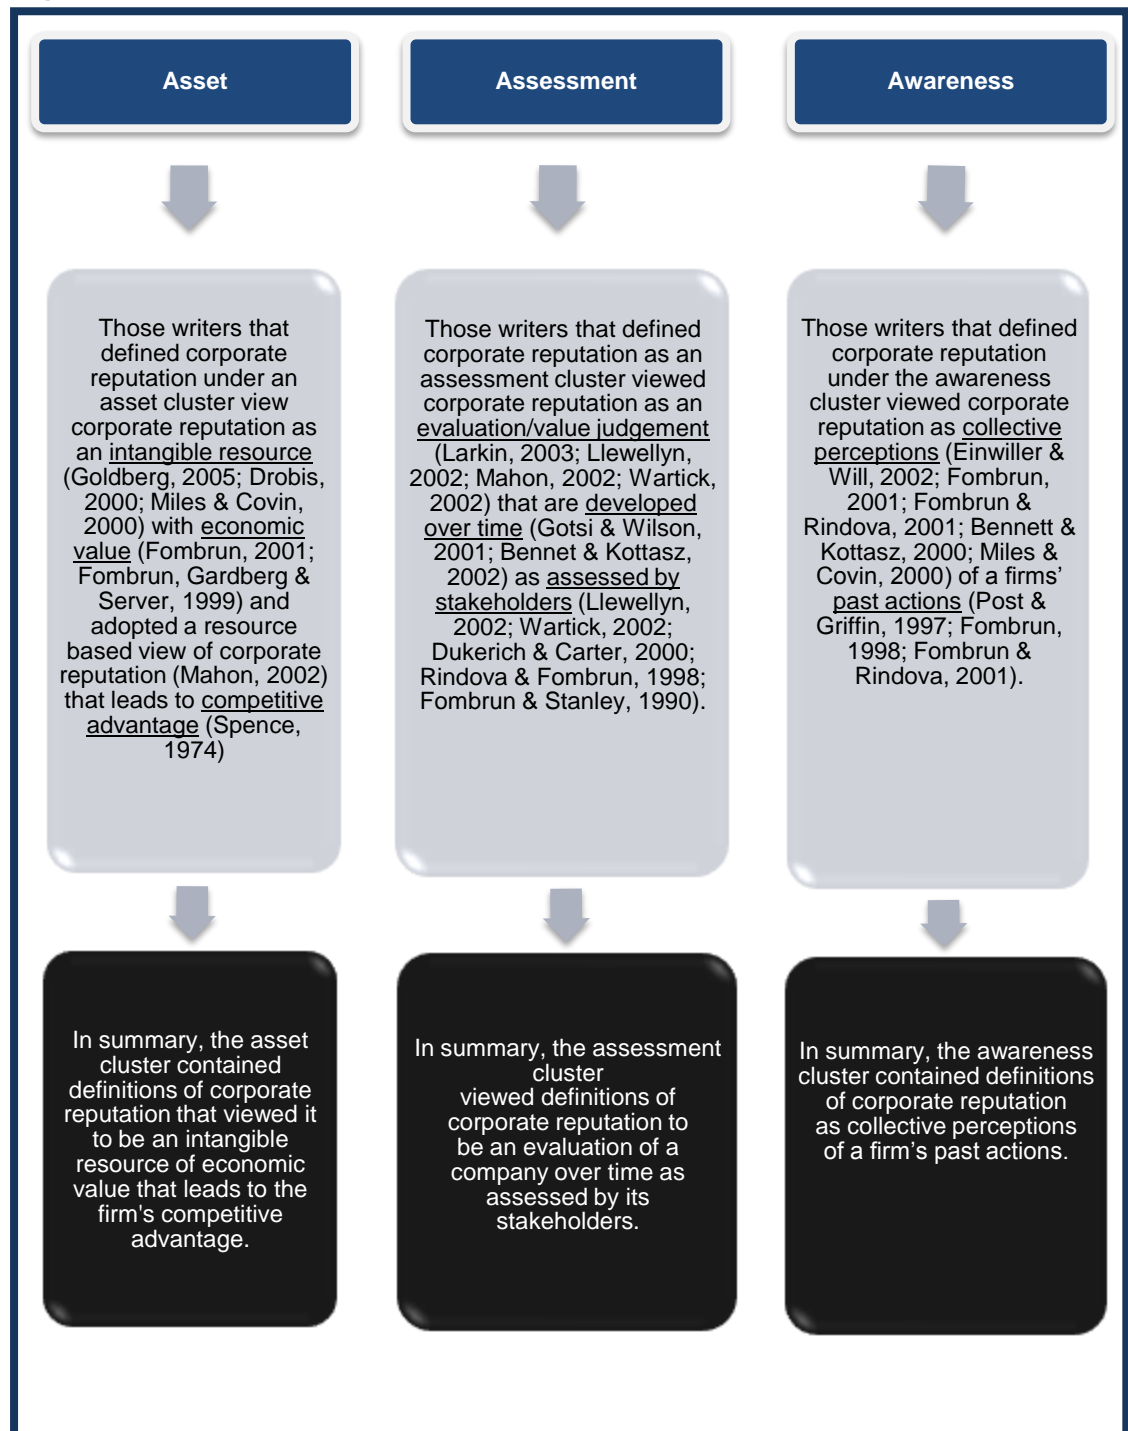 Asset
Assessment
Awareness
Those writers that
defined corporate
reputation under an
asset cluster view
corporate reputation as
an intangible resource
(Goldberg, 2005; Drobis,
2000; Miles & Covin,
2000) with economic
value (Fombrun, 2001;
Fombrun, Gardberg &
Server, 1999) and
adopted a resource
based view of corporate
reputation (Mahon, 2002)
that leads to competitive
advantage (Spence,
1974)
Those writers that defined
corporate reputation as an
assessment cluster viewed
corporate reputation as an
evaluation/value judgement
(Larkin, 2003; Llewellyn,
2002; Mahon, 2002; Wartick,
2002) that are developed
over time (Gotsi & Wilson,
2001; Bennet & Kottasz,
2002) as assessed by
stakeholders (Llewellyn,
2002; Wartick, 2002;
Dukerich & Carter, 2000;
Rindova & Fombrun, 1998;
Fombrun & Stanley, 1990).
Those writers that defined
corporate reputation
under the awareness
cluster viewed corporate
reputation as collective
perceptions (Einwiller &
Will, 2002; Fombrun,
2001; Fombrun &
Rindova, 2001; Bennett &
Kottasz, 2000; Miles &
Covin, 2000) of a firms’
past actions (Post &
Griffin, 1997; Fombrun,
1998; Fombrun &
Rindova, 2001).
In summary, the asset
cluster contained
definitions of corporate
reputation that viewed it
to be an intangible
resource of economic
value that leads to the
firm's competitive
advantage.
In summary, the assessment
cluster
viewed definitions of
corporate reputation to
be an evaluation of a
company over time as
assessed by its
stakeholders.
In summary, the awareness
cluster contained definitions
of corporate reputation
as collective perceptions
of a firm’s past actions.